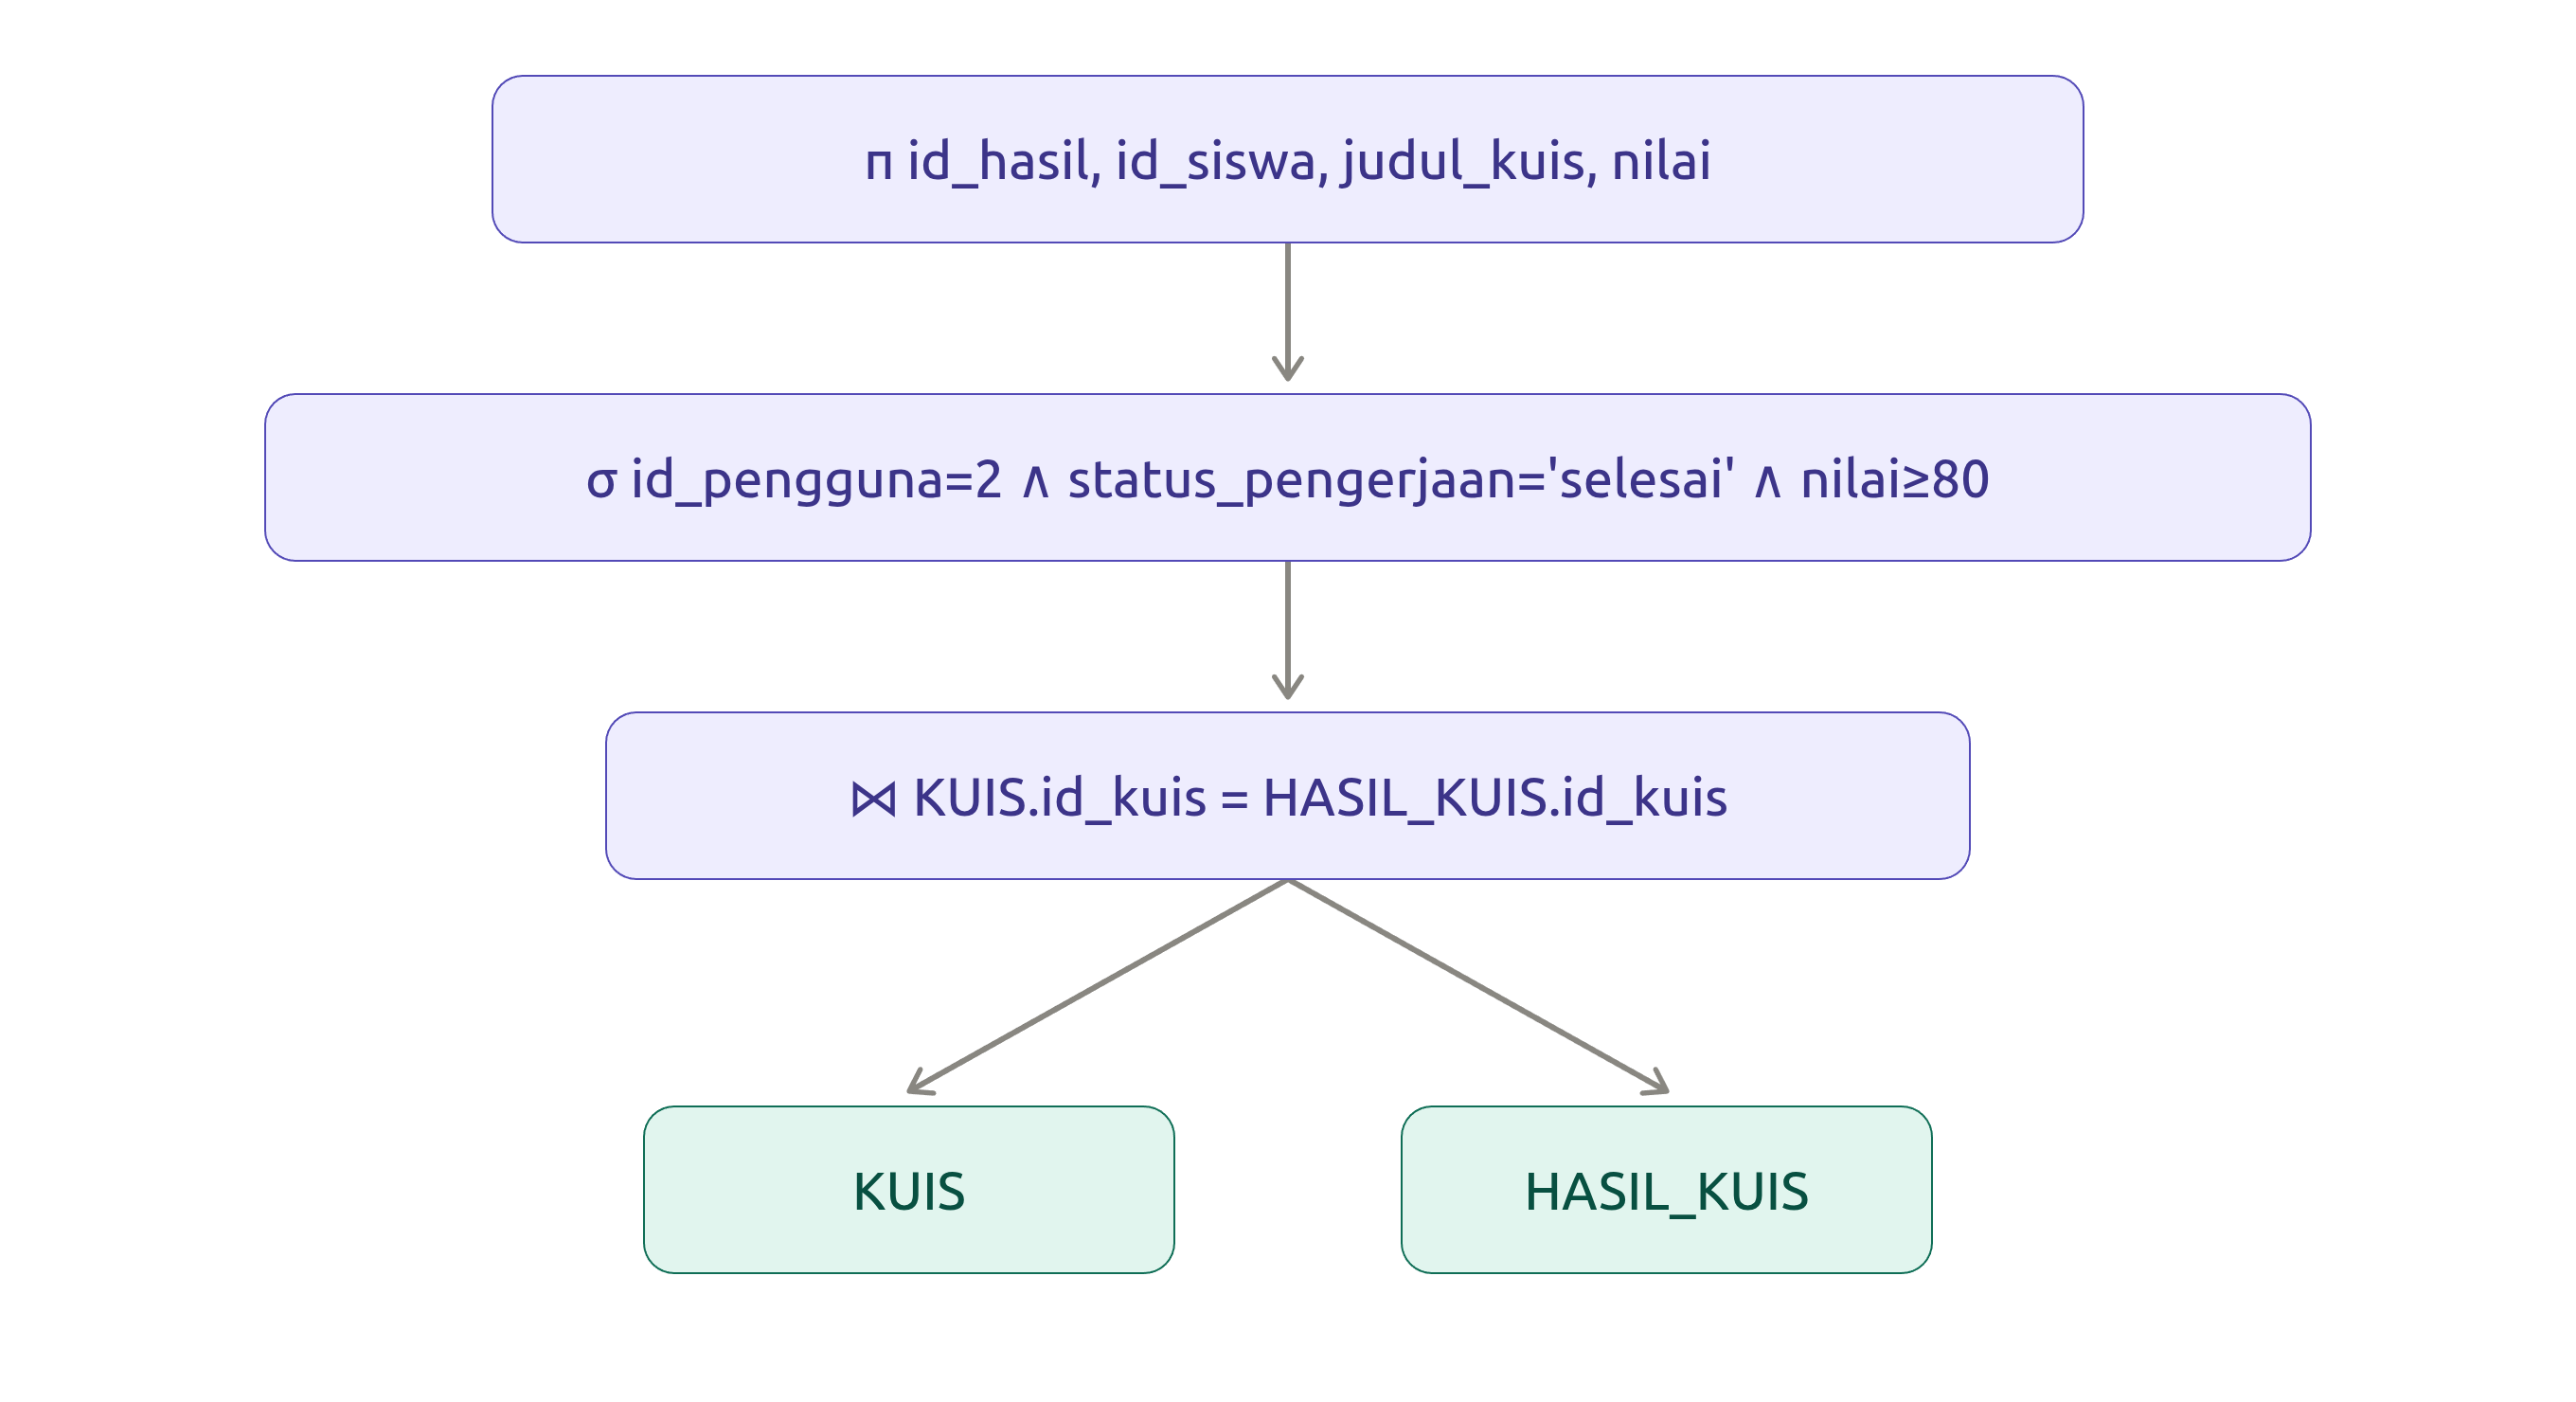 π id_hasil, id_siswa, judul_kuis, nilai
σ id_pengguna=2 ∧ status_pengerjaan='selesai' ∧ nilai≥80
⋈ KUIS.id_kuis = HASIL_KUIS.id_kuis
KUIS
HASIL_KUIS